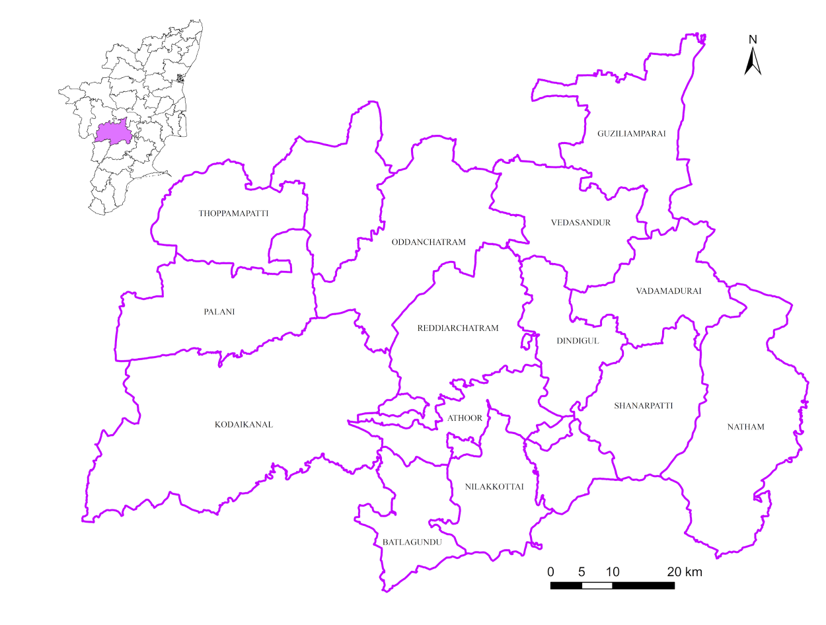 N
GUZILIAMPARAI
THOPPAMAPATTI
VEDASANDUR
ODDANCHATRAM
VADAMADURAI
PALANI
REDDIARCHATRAM
DINDIGUL
SHANARPATTI
ATHOOR
KODAIKANAL
NATHAM
NILAKKOTTAI
BATLAGUNDU
0 5 10 20 km